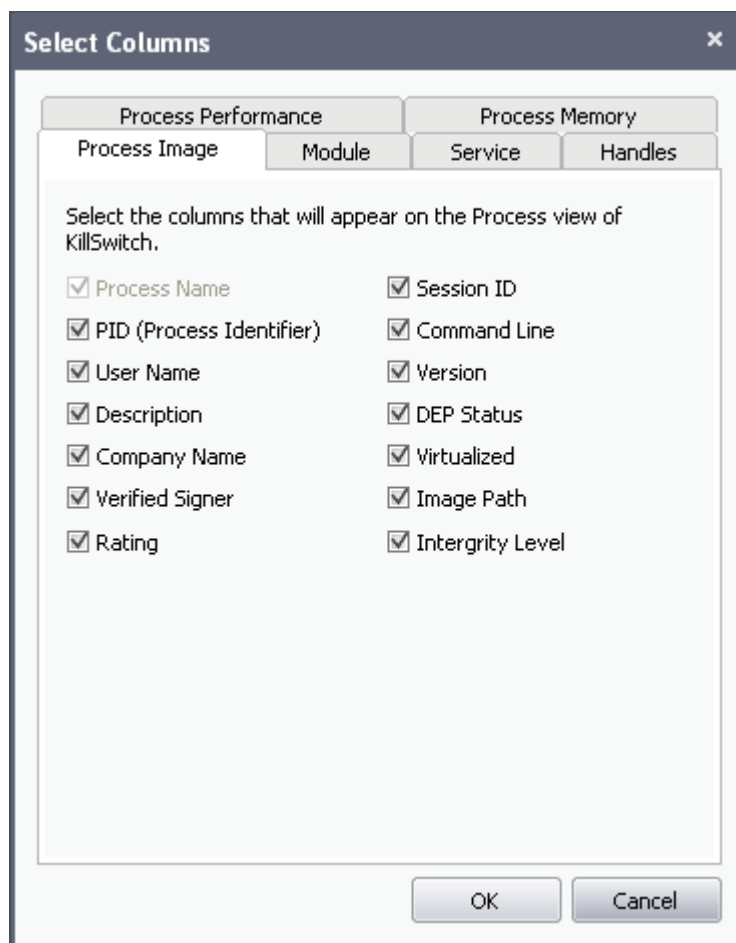 Select Columns
Process Performance
Process Memory
Process Image
Module
Service
Handles
Select the columns that will appear on the Process view of
KillSwitch.
Process Name
Session ID
PID (Process Identifier)
Command Line
User Name
Version
Description
DEP Status
Company Name
Virtualized
Verified Signer
Image Path
Rating
Intergrity Level
OK
Cancel